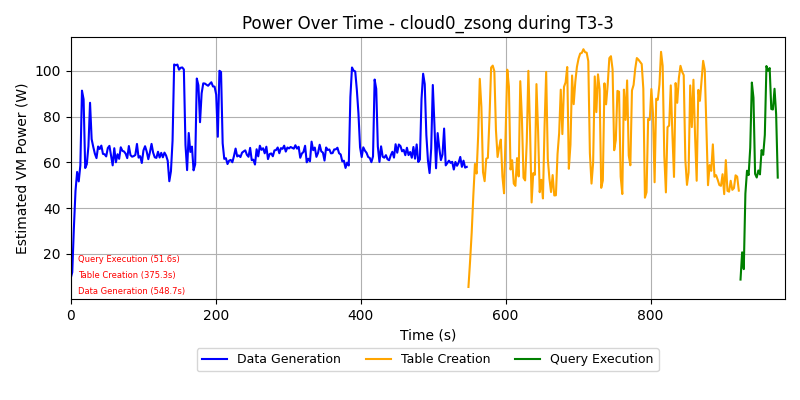 Power Over Time - cloud0_zsong during T3-3
Estimated VM Power (W)
100
80
60
40
20
Query Execution (51.6s)
Table Creation (375.3s)
Data Generation (548.7s)
0
200
400
600
800
Time (s)
Data Generation
Table Creation
Query Execution